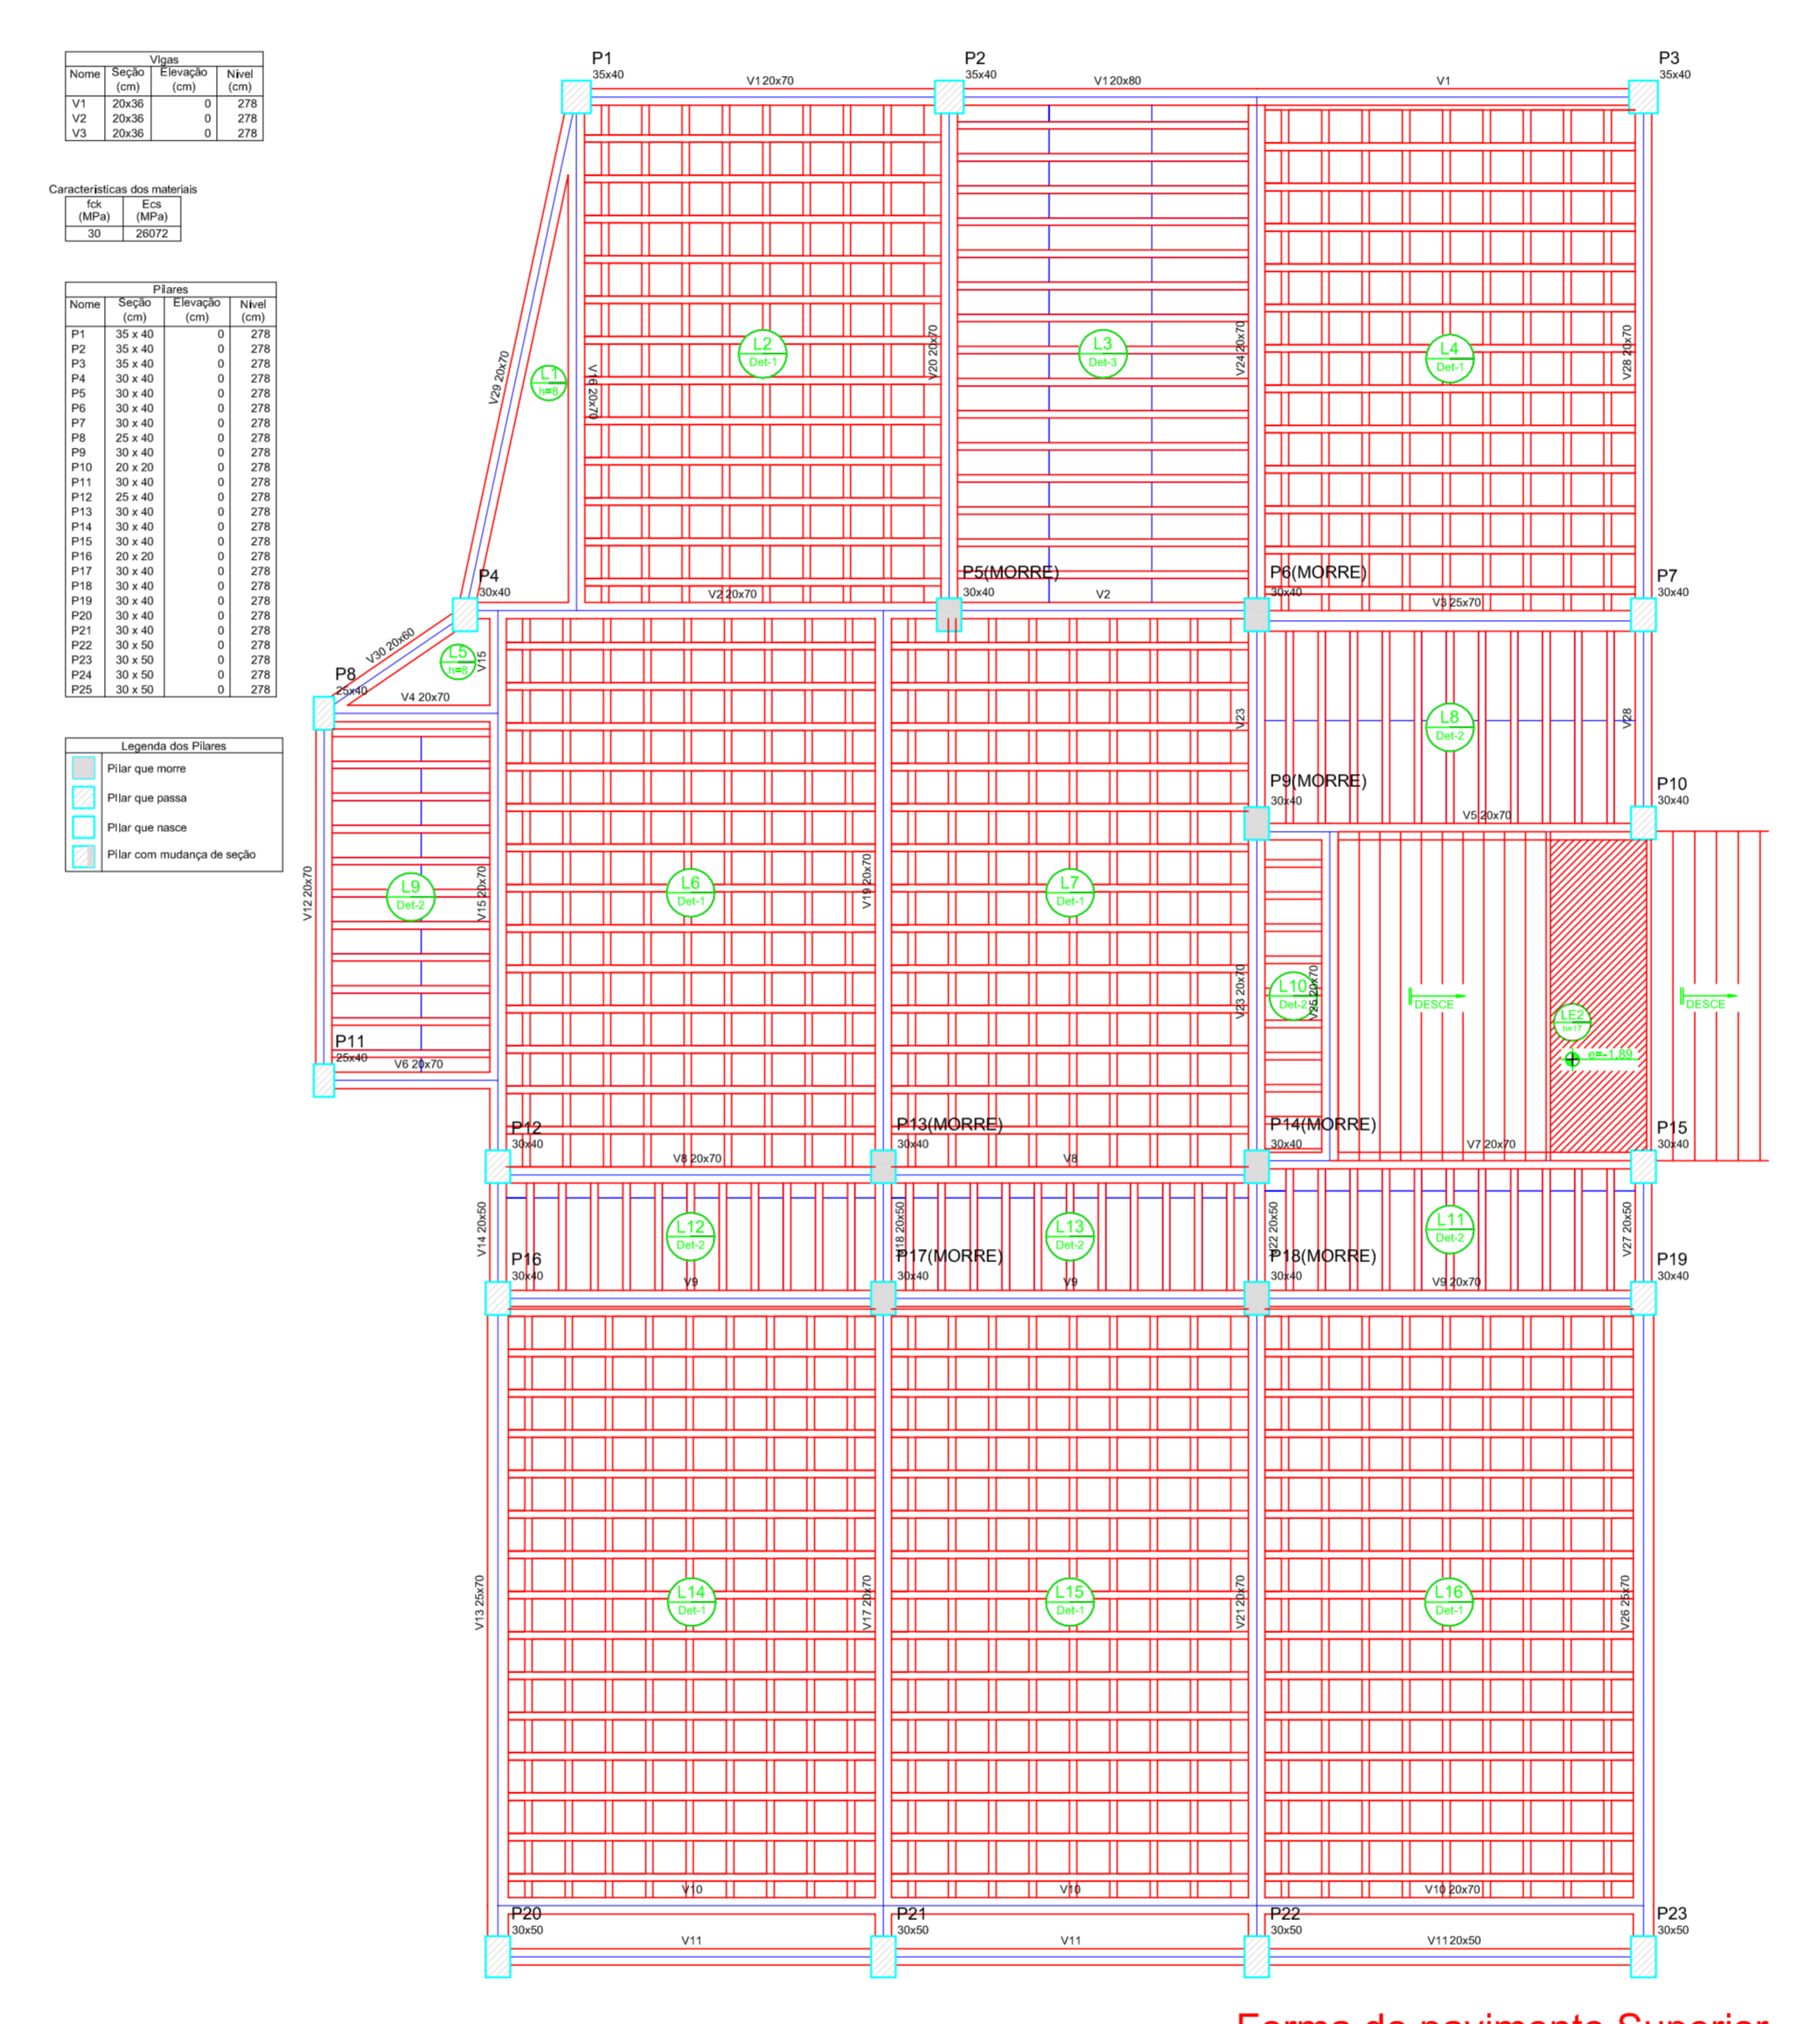 Vigas
Nome Seção (cm) Elevação (cm) Nível (cm)
V1 20x36 0 278
V2 20x36 0 278
V3 20x36 0 278
Características dos materiais
fck (MPa) Ecs (MPa)
30 26072
Pilares
Nome Seção (cm) Elevação (cm) Nível (cm)
P1 35 x 40 0 278
P2 35 x 40 0 278
P3 35 x 40 0 278
P4 30 x 40 0 278
P5 30 x 40 0 278
P6 30 x 40 0 278
P7 30 x 40 0 278
P8 25 x 40 0 278
P9 30 x 40 0 278
P10 20 x 20 0 278
P11 30 x 40 0 278
P12 25 x 40 0 278
P13 30 x 40 0 278
P14 30 x 40 0 278
P15 30 x 40 0 278
P16 20 x 20 0 278
P17 30 x 40 0 278
P18 30 x 40 0 278
P19 30 x 40 0 278
P20 30 x 40 0 278
P21 30 x 40 0 278
P22 30 x 50 0 278
P23 30 x 50 0 278
P24 30 x 50 0 278
P25 30 x 50 0 278
Legenda dos Pilares
Pilar que morre
Pilar que passa
Pilar que nasce
Pilar com mudança de seção
P1
35x40
V1 20x70
P2
35x40
V1 20x80
V1
P3
35x40
V29 20x70
L1
h=8
V16 20x70
L2
Det-1
V20 20x70
L3
Det-3
V24 20x70
L4
Det-1
V28 20x70
P4
30x40
V2 20x70
P5(MORRE)
30x40
V2
P6(MORRE)
30x40
V3 25x70
P7
30x40
V30 20x60
L5
h=8
V15
P8
25x40
V4 20x70
V23
L8
Det-2
V28
P9(MORRE)
30x40
V5 20x70
P10
30x40
V12 20x70
L9
Det-2
V15 20x70
L6
Det-1
V19 20x70
L7
Det-1
V23 20x70
L10
Det-2
V25 20x70
DESCE
LE2
h=17
e=-1.89
DESCE
P11
25x40
V6 20x70
P12
30x40
V8 20x70
P13(MORRE)
30x40
V8
P14(MORRE)
30x40
V7 20x70
P15
30x40
V14 20x50
L12
Det-2
V18 20x50
L13
Det-2
V22 20x50
L11
Det-2
V27 20x50
P16
30x40
V9
P17(MORRE)
30x40
V9
P18(MORRE)
30x40
V9 20x70
P19
30x40
V13 25x70
L14
Det-1
V17 20x70
L15
Det-1
V21 20x70
L16
Det-1
V26 25x70
V10
V10
V10 20x70
P20
30x50
V11
P21
30x50
V11
P22
30x50
V11 20x50
P23
30x50
Forma do pavimento Superior